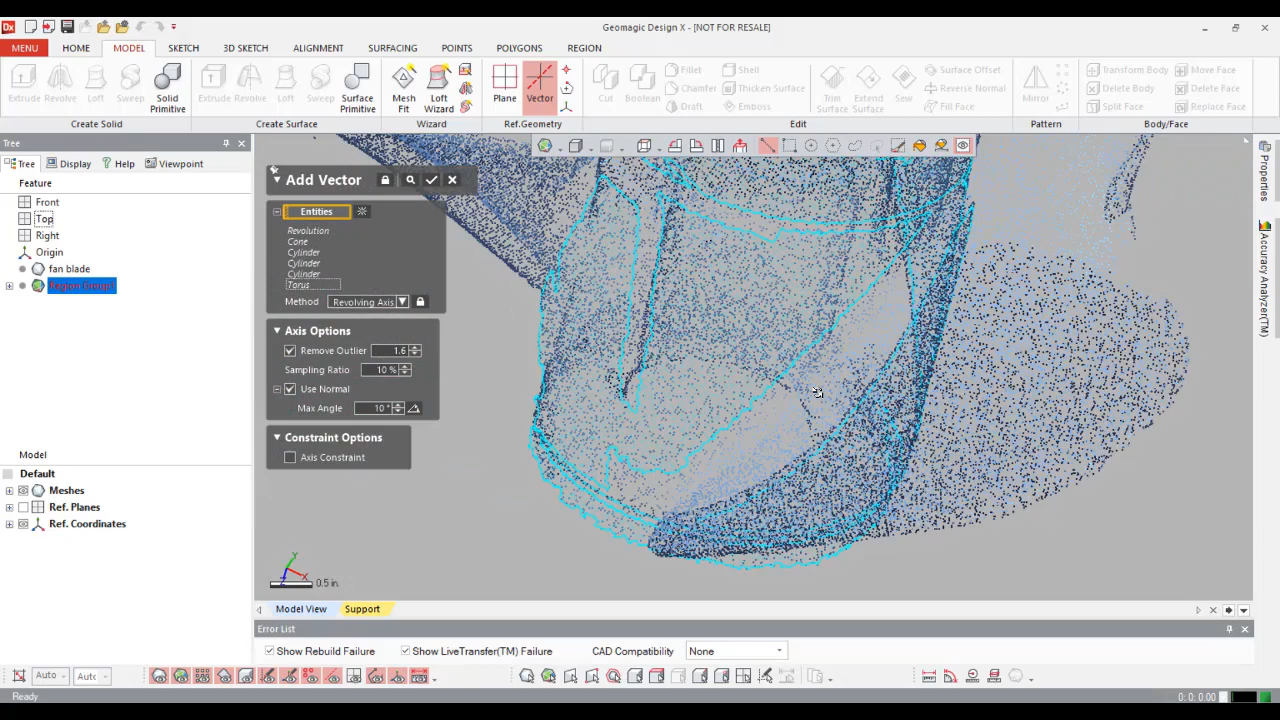 Dx
Geomagic Design X - [NOT FOR RESALE]
MENU HOME MODEL SKETCH 3D SKETCH ALIGNMENT SURFACING POINTS POLYGONS REGION
Extrude Revolve Loft Sweep Solid Primitive
Create Solid
Extrude Revolve Loft Sweep Surface Primitive
Create Surface
Mesh Fit Loft Wizard
Wizard
Plane Vector
Ref.Geometry
Cut Boolean Fillet Chamfer Draft Shell Thicken Surface Emboss Trim Surface Extend Surface Sew Surface Offset Reverse Normal Fill Face
Edit
Mirror
Pattern
Transform Body Delete Body Split Face Move Face Delete Face Replace Face
Body/Face
Tree
Tree Display Help Viewpoint
Feature
Front
Top
Right
Origin
fan blade
Add Vector
Entities
Revolution
Cone
Cylinder
Cylinder
Cylinder
Torus
Method Revolving Axis
Axis Options
Remove Outlier 1.6
Sampling Ratio 10 %
Use Normal
Max Angle 10 °
Constraint Options
Axis Constraint
Properties
Accuracy Analyzer(TM)
Model
Default
Meshes
Ref. Planes
Ref. Coordinates
Y
X
Z
0.5 in.
Model View Support
Error List
Show Rebuild Failure Show LiveTransfer(TM) Failure CAD Compatibility None
Auto Auto
Ready
0: 0: 0.00